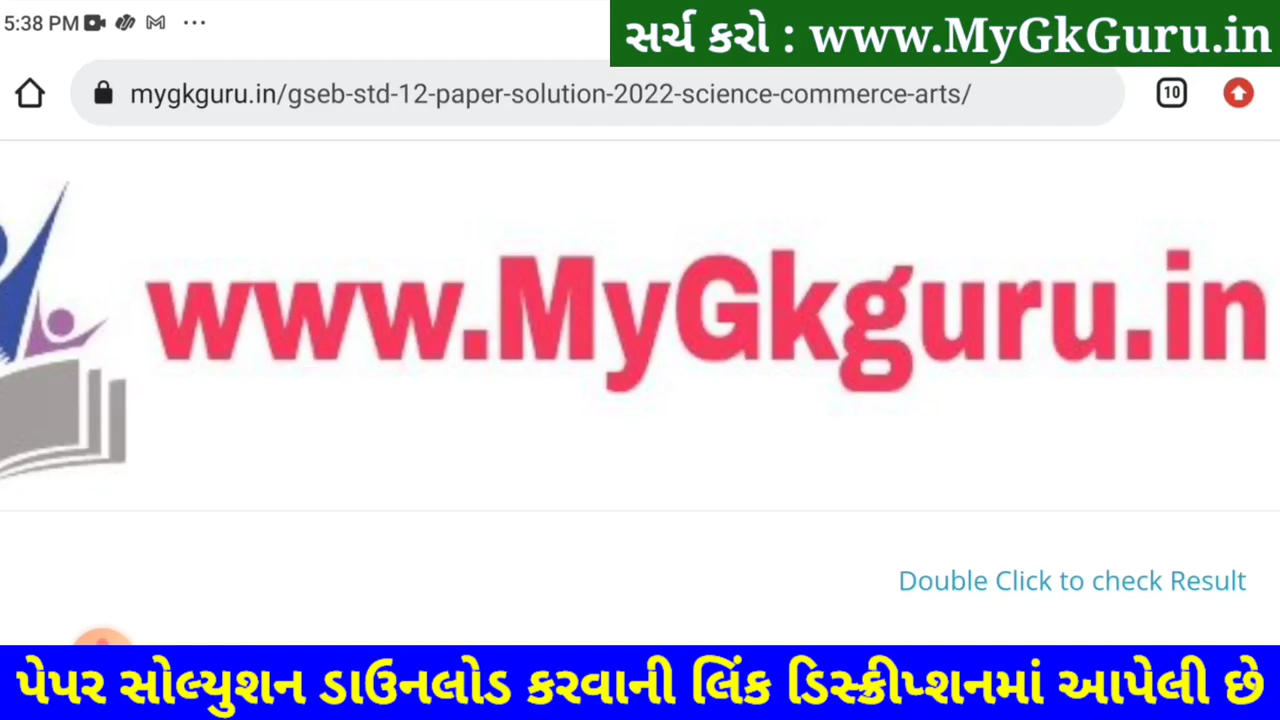 5:38 PM
સર્ચ કરો : www.MyGkGuru.in
mygkguru.in/gseb-std-12-paper-solution-2022-science-commerce-arts/
10
www.MyGkguru.in
Double Click to check Result
પેપર સોલ્યુશન ડાઉનલોડ કરવાની લિંક ડિસ્ક્રીપ્શનમાં આપેલી છે